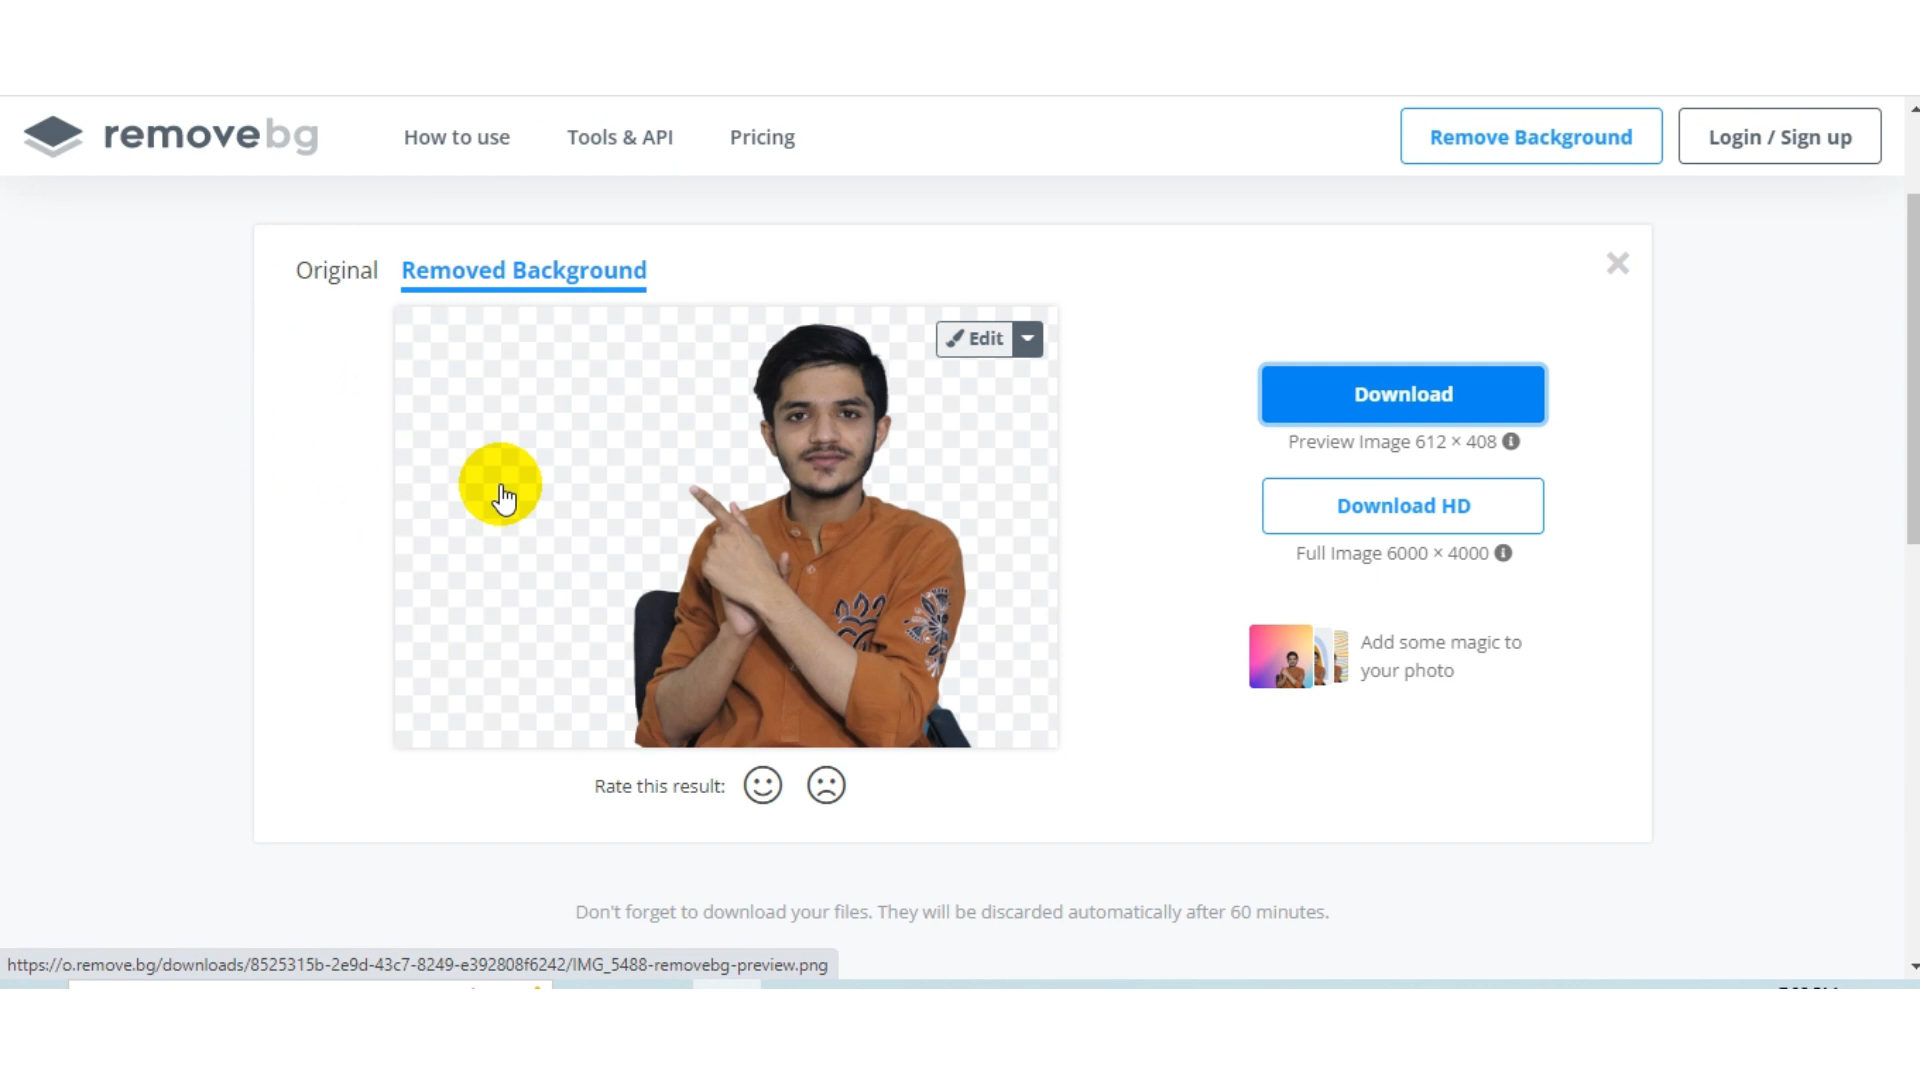 removebg
How to use
Tools & API
Pricing
Remove Background
Login / Sign up
Original
Removed Background
Edit
Download
Preview Image 612 × 408
Download HD
Full Image 6000 × 4000
Add some magic to
your photo
Rate this result:
Don't forget to download your files. They will be discarded automatically after 60 minutes.
https://o.remove.bg/downloads/8525315b-2e9d-43c7-8249-e392808f6242/IMG_5488-removebg-preview.png